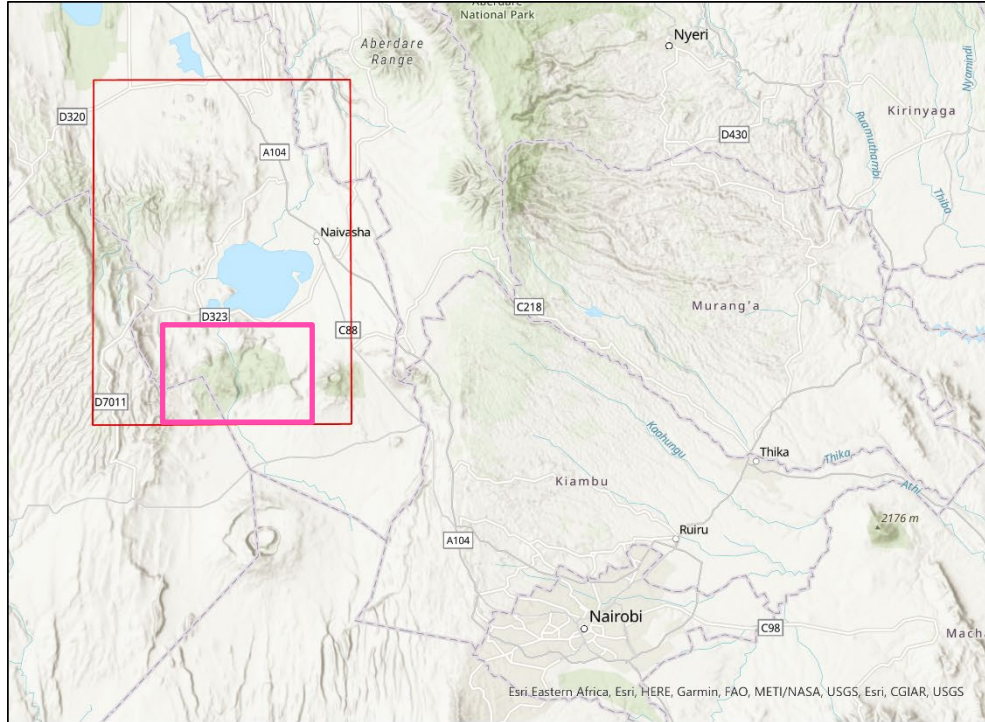 Aberdare
National Park
Nyeri
Aberdare
Range
Nyamindi
Kirinyaga
D320
Ruamuthambi
D430
A104
Thiba
Naivasha
Murang'a
C218
D323
C88
D7011
Koahungu
Thika
Thika
Kiambu
Athi
2176 m
Ruiru
A104
Nairobi
C98
Macha
Esri Eastern Africa, Esri, HERE, Garmin, FAO, METI/NASA, USGS, Esri, CGIAR, USGS